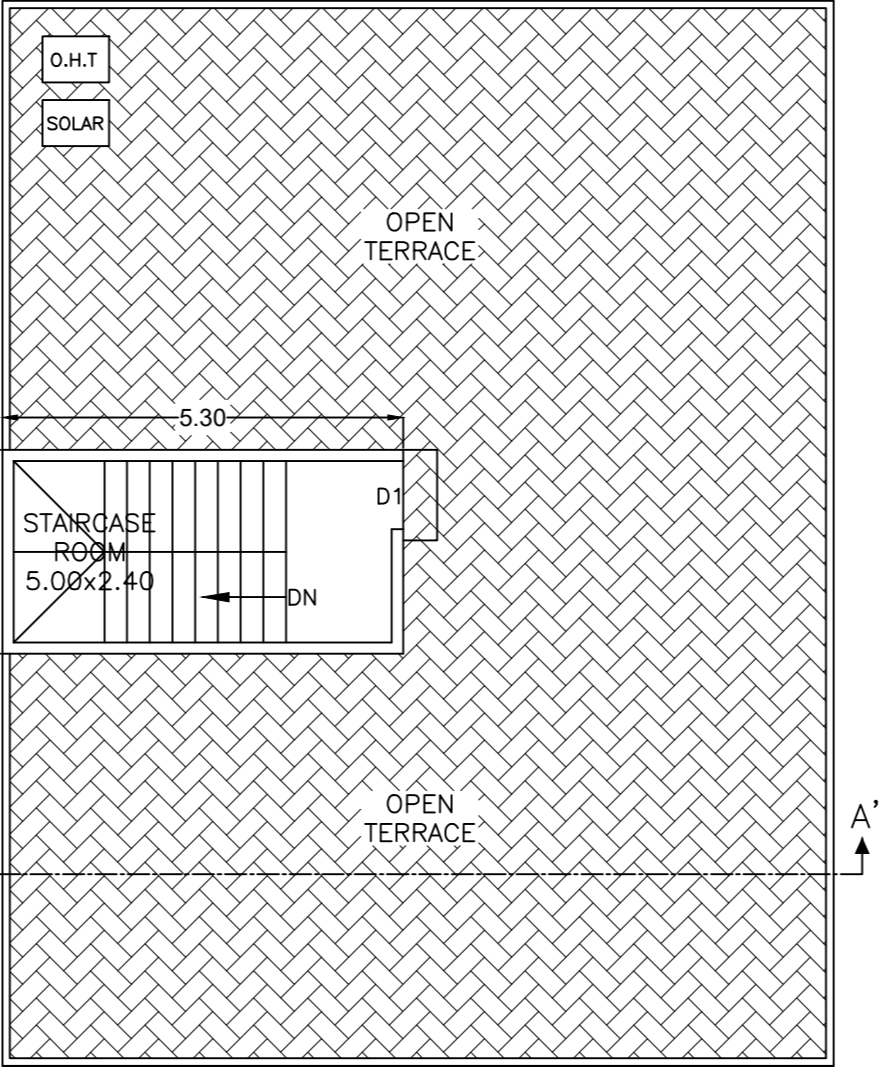 O.H.T
SOLAR
OPEN
TERRACE
5.30
D1
STAIRCASE
ROOM
5.00x2.40
DN
OPEN
TERRACE
A'